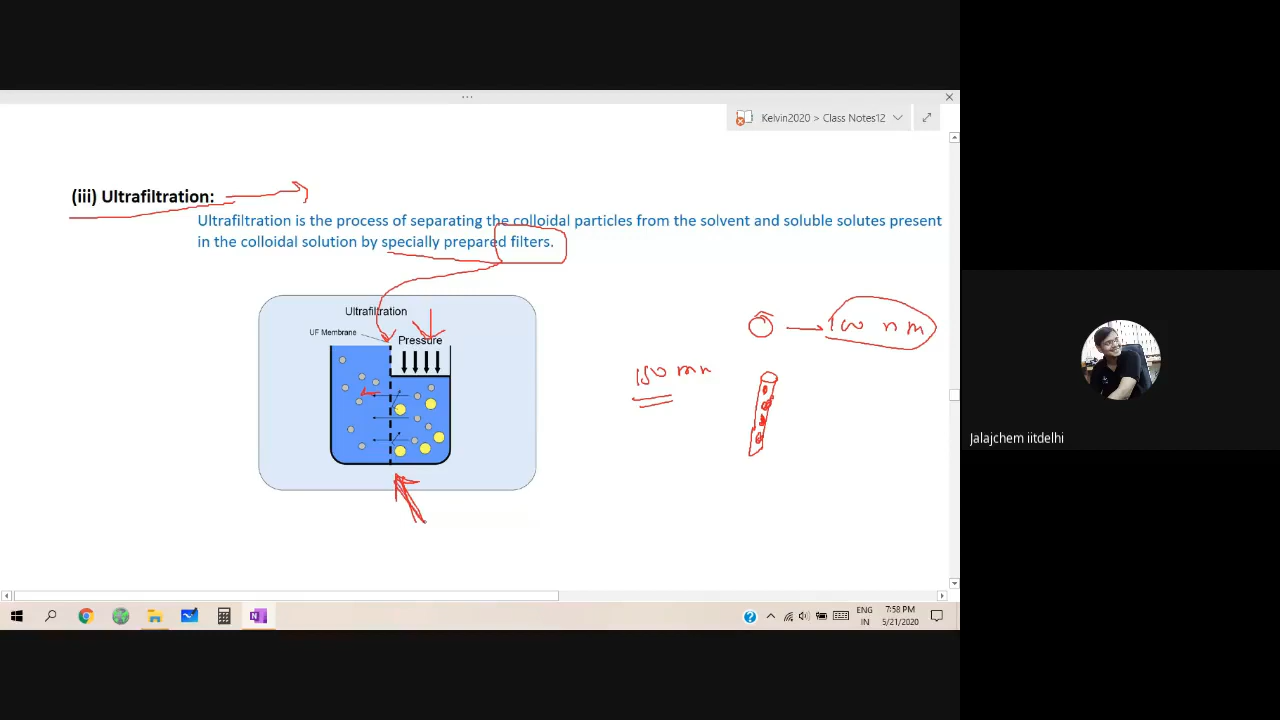 Kelvin2020 > Class Notes12
(iii) Ultrafiltration:
Ultrafiltration is the process of separating the colloidal particles from the solvent and soluble solutes present
in the colloidal solution by specially prepared filters.
Ultrafiltration
UF Membrane
Pressure
100 nm
150 mn
Jalajchem iitdelhi
ENG
IN
7:58 PM
5/21/2020